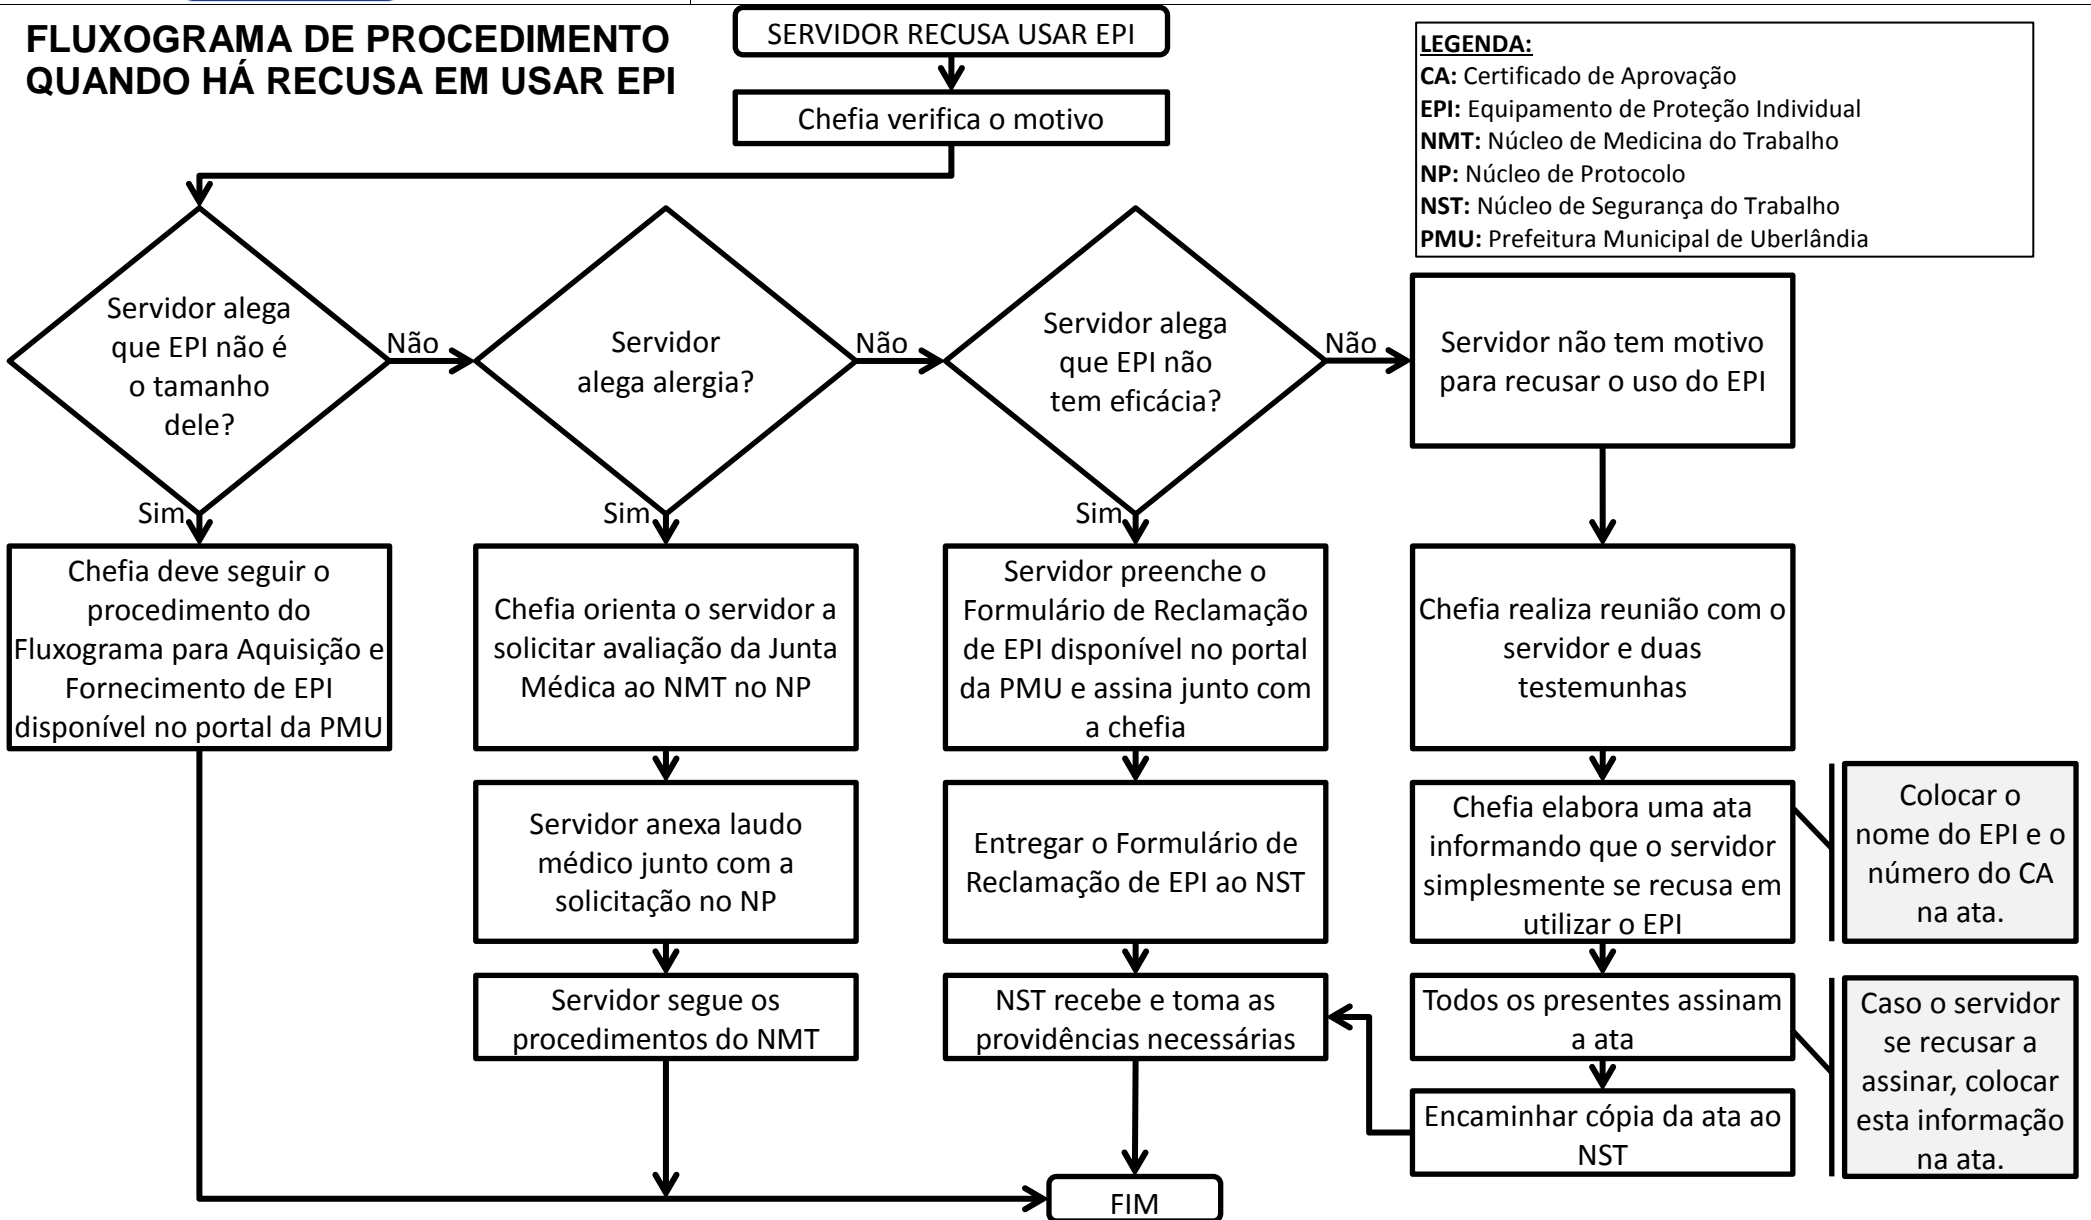 FLUXOGRAMA DE PROCEDIMENTO
QUANDO HÁ RECUSA EM USAR EPI
SERVIDOR RECUSA USAR EPI
Chefia verifica o motivo
LEGENDA:
CA: Certificado de Aprovação
EPI: Equipamento de Proteção Individual
NMT: Núcleo de Medicina do Trabalho
NP: Núcleo de Protocolo
NST: Núcleo de Segurança do Trabalho
PMU: Prefeitura Municipal de Uberlândia
Servidor alega
que EPI não é
o tamanho
dele?
Não
Sim
Servidor
alega alergia?
Não
Sim
Servidor alega
que EPI não
tem eficácia?
Não
Sim
Servidor não tem motivo
para recusar o uso do EPI
Chefia deve seguir o
procedimento do
Fluxograma para Aquisição e
Fornecimento de EPI
disponível no portal da PMU
Chefia orienta o servidor a
solicitar avaliação da Junta
Médica ao NMT no NP
Servidor preenche o
Formulário de Reclamação
de EPI disponível no portal
da PMU e assina junto com
a chefia
Chefia realiza reunião com o
servidor e duas
testemunhas
Servidor anexa laudo
médico junto com a
solicitação no NP
Entregar o Formulário de
Reclamação de EPI ao NST
Chefia elabora uma ata
informando que o servidor
simplesmente se recusa em
utilizar o EPI
Colocar o
nome do EPI e o
número do CA
na ata.
Servidor segue os
procedimentos do NMT
NST recebe e toma as
providências necessárias
Todos os presentes assinam
a ata
Caso o servidor
se recusar a
assinar, colocar
esta informação
na ata.
Encaminhar cópia da ata ao
NST
FIM